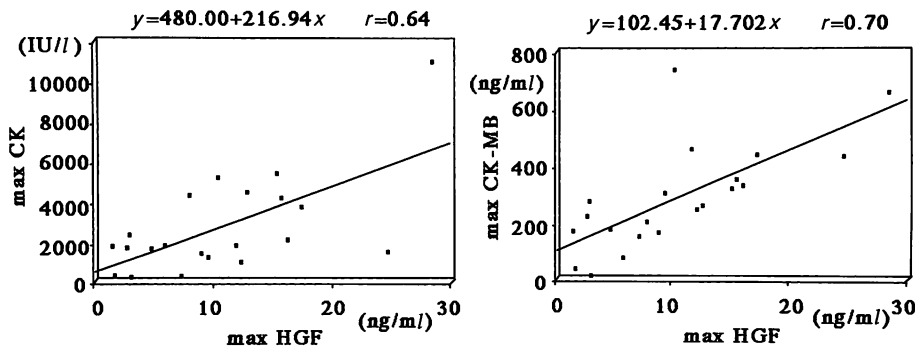 y=480.00+216.94x r=0.64
(IU/l)
max CK
10000
8000
6000
4000
2000
0
0 10 20 30
(ng/ml)
max HGF
y=102.45+17.702x r=0.70
(ng/ml)
max CK-MB
800
600
400
200
0
0 10 20 30
(ng/ml)
max HGF